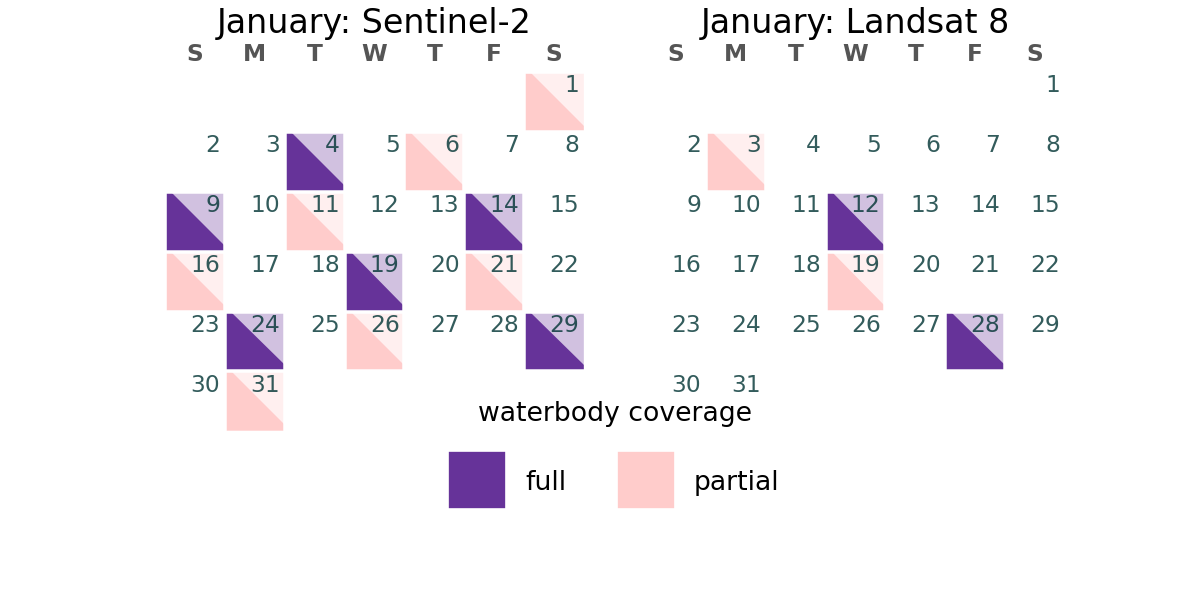 January: Sentinel-2
S M T W T F S
1
2 3 4 5 6 7 8
9 10 11 12 13 14 15
16 17 18 19 20 21 22
23 24 25 26 27 28 29
30 31
January: Landsat 8
S M T W T F S
1
2 3 4 5 6 7 8
9 10 11 12 13 14 15
16 17 18 19 20 21 22
23 24 25 26 27 28 29
30 31
waterbody coverage
full partial